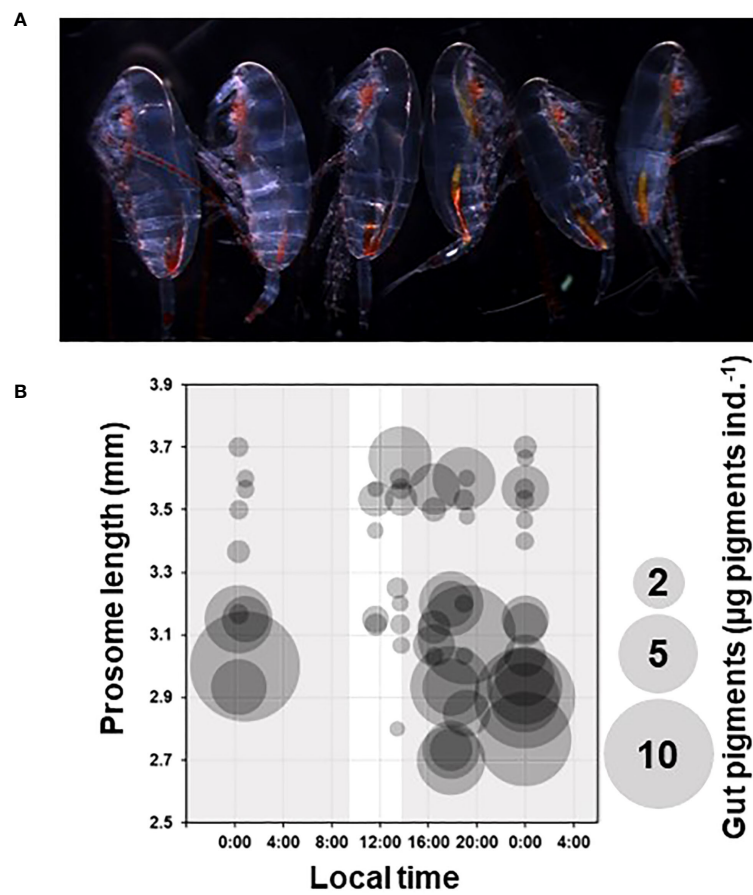 A
B
3.9
3.7
3.5
3.3
3.1
2.9
2.7
2.5
Prosome length (mm)
0:00 4:00 8:00 12:00 16:00 20:00 0:00 4:00
Local time
2
5
10
Gut pigments (µg pigments ind.-1)